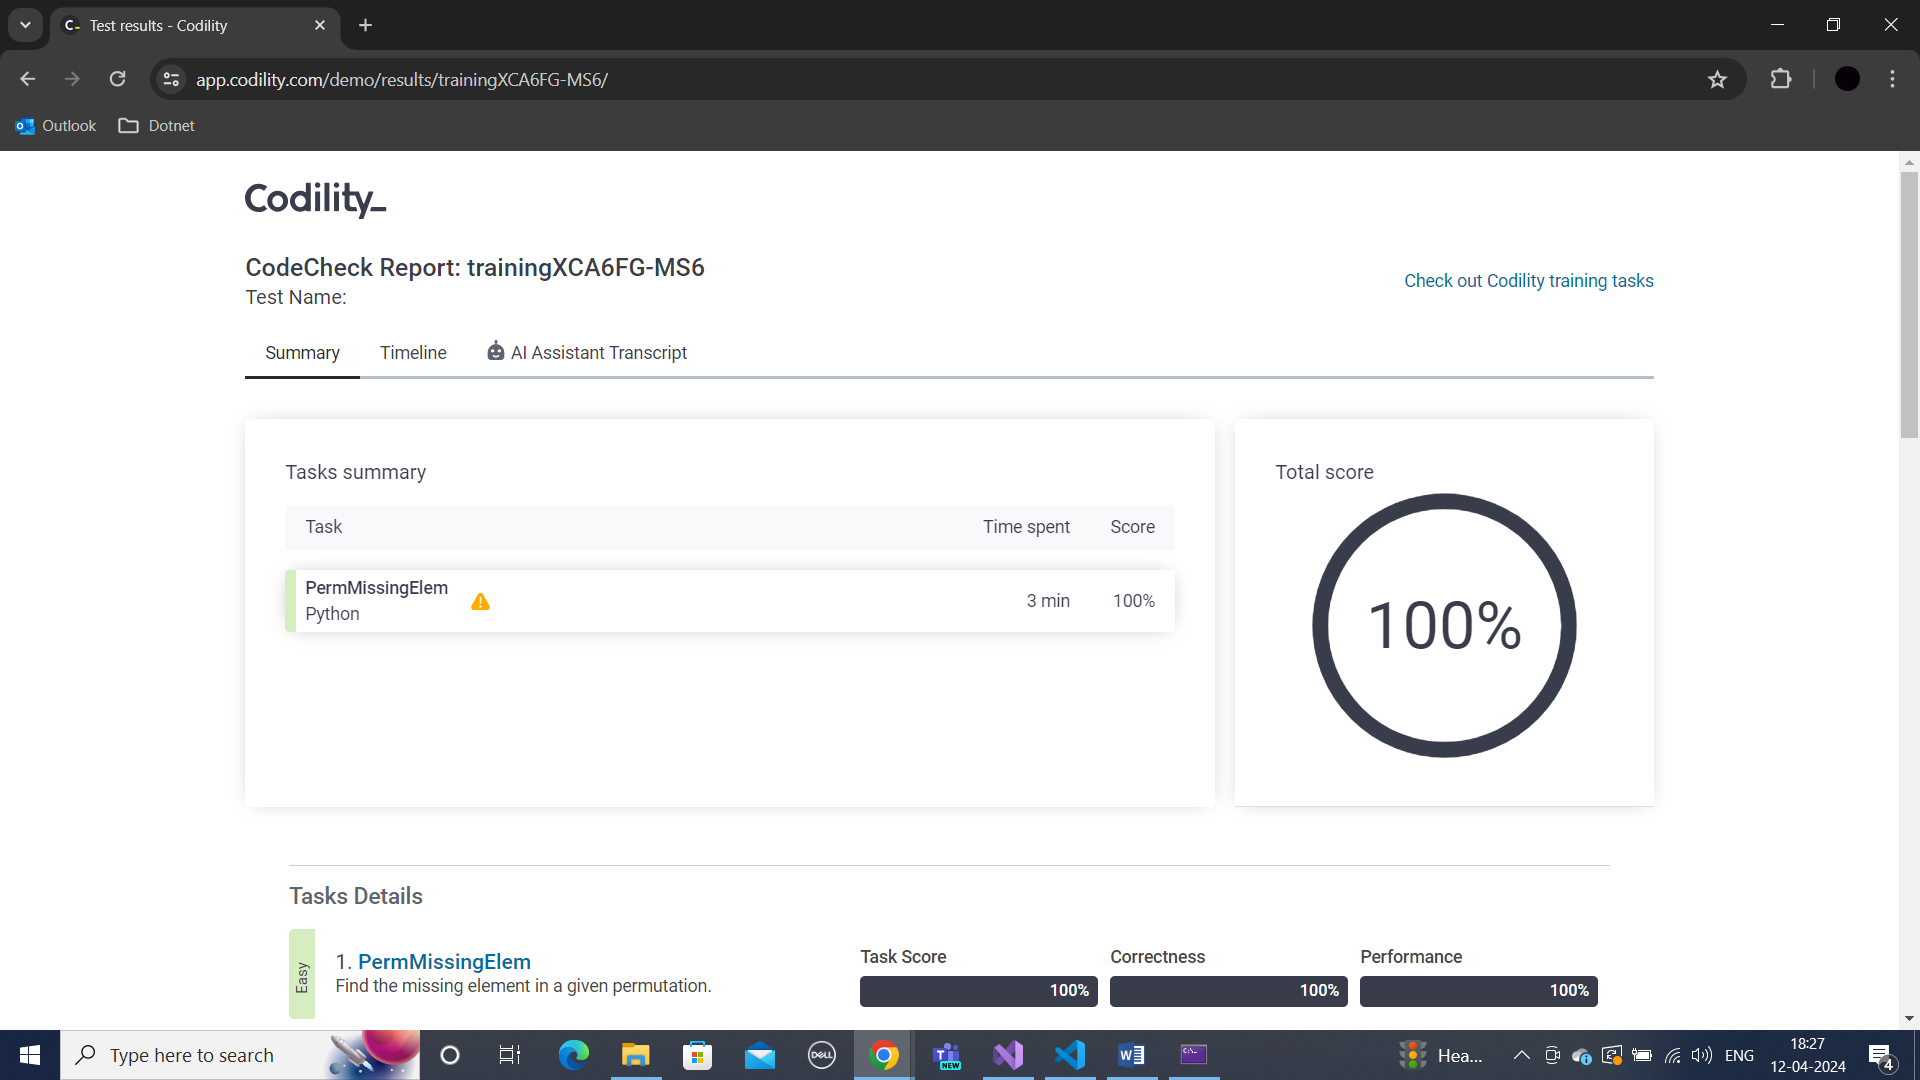 Test results - Codility
app.codility.com/demo/results/trainingXCA6FG-MS6/
Outlook Dotnet
Codility_
CodeCheck Report: trainingXCA6FG-MS6
Test Name:
Check out Codility training tasks
Summary Timeline AI Assistant Transcript
Tasks summary
Task Time spent Score
PermMissingElem
Python
3 min 100%
Total score
100%
Tasks Details
Easy
1. PermMissingElem
Find the missing element in a given permutation.
Task Score Correctness Performance
100% 100% 100%
Type here to search
DELL
NEW
Hea...
ENG
18:27
12-04-2024
4